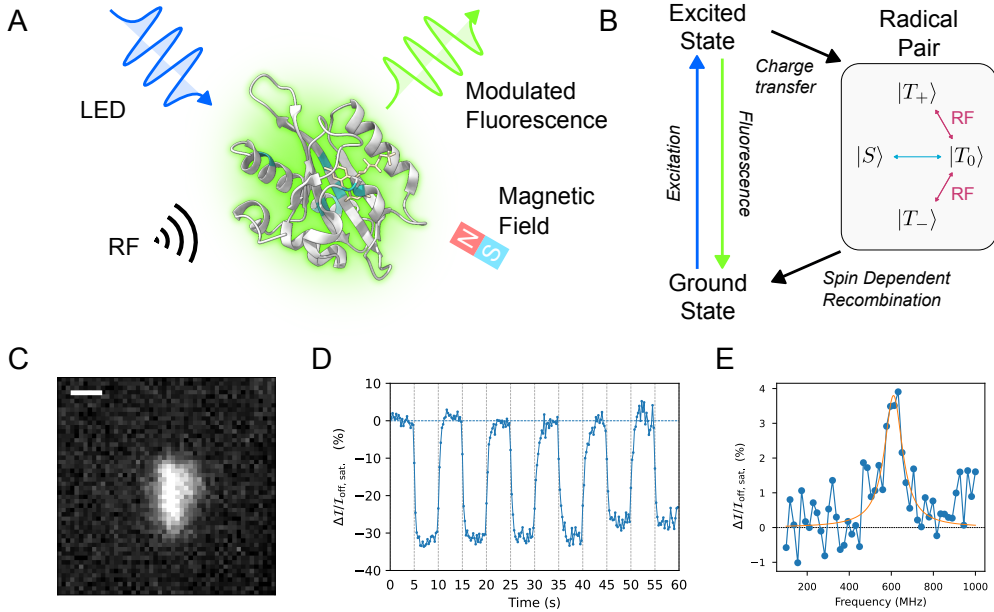 A
LED
RF
Modulated
Fluorescence
Magnetic
Field
N
S
B
Excited
State
Excitation
Fluorescence
Ground
State
Charge
transfer
Radical
Pair
|T+⟩
RF
|S⟩
|T0⟩
RF
|T−⟩
Spin Dependent
Recombination
C
D
ΔI/Ioff, sat. (%)
10
0
−10
−20
−30
−40
0 5 10 15 20 25 30 35 40 45 50 55 60
Time (s)
E
ΔI/Ioff, sat. (%)
4
3
2
1
0
−1
200 400 600 800 1000
Frequency (MHz)